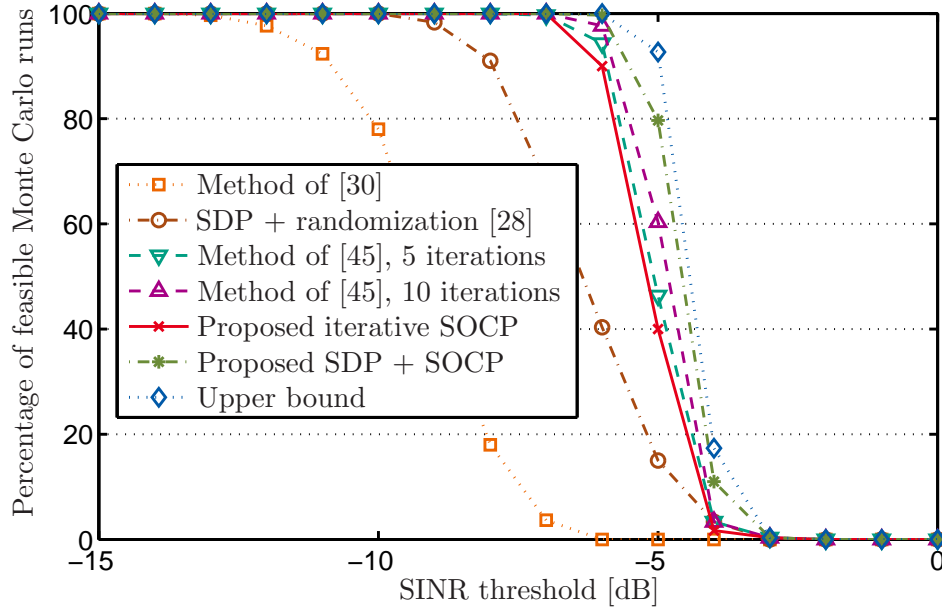 Percentage of feasible Monte Carlo runs
100
80
60
40
20
0
Method of [30]
SDP + randomization [28]
Method of [45], 5 iterations
Method of [45], 10 iterations
Proposed iterative SOCP
Proposed SDP + SOCP
Upper bound
−15
−10
−5
0
SINR threshold [dB]